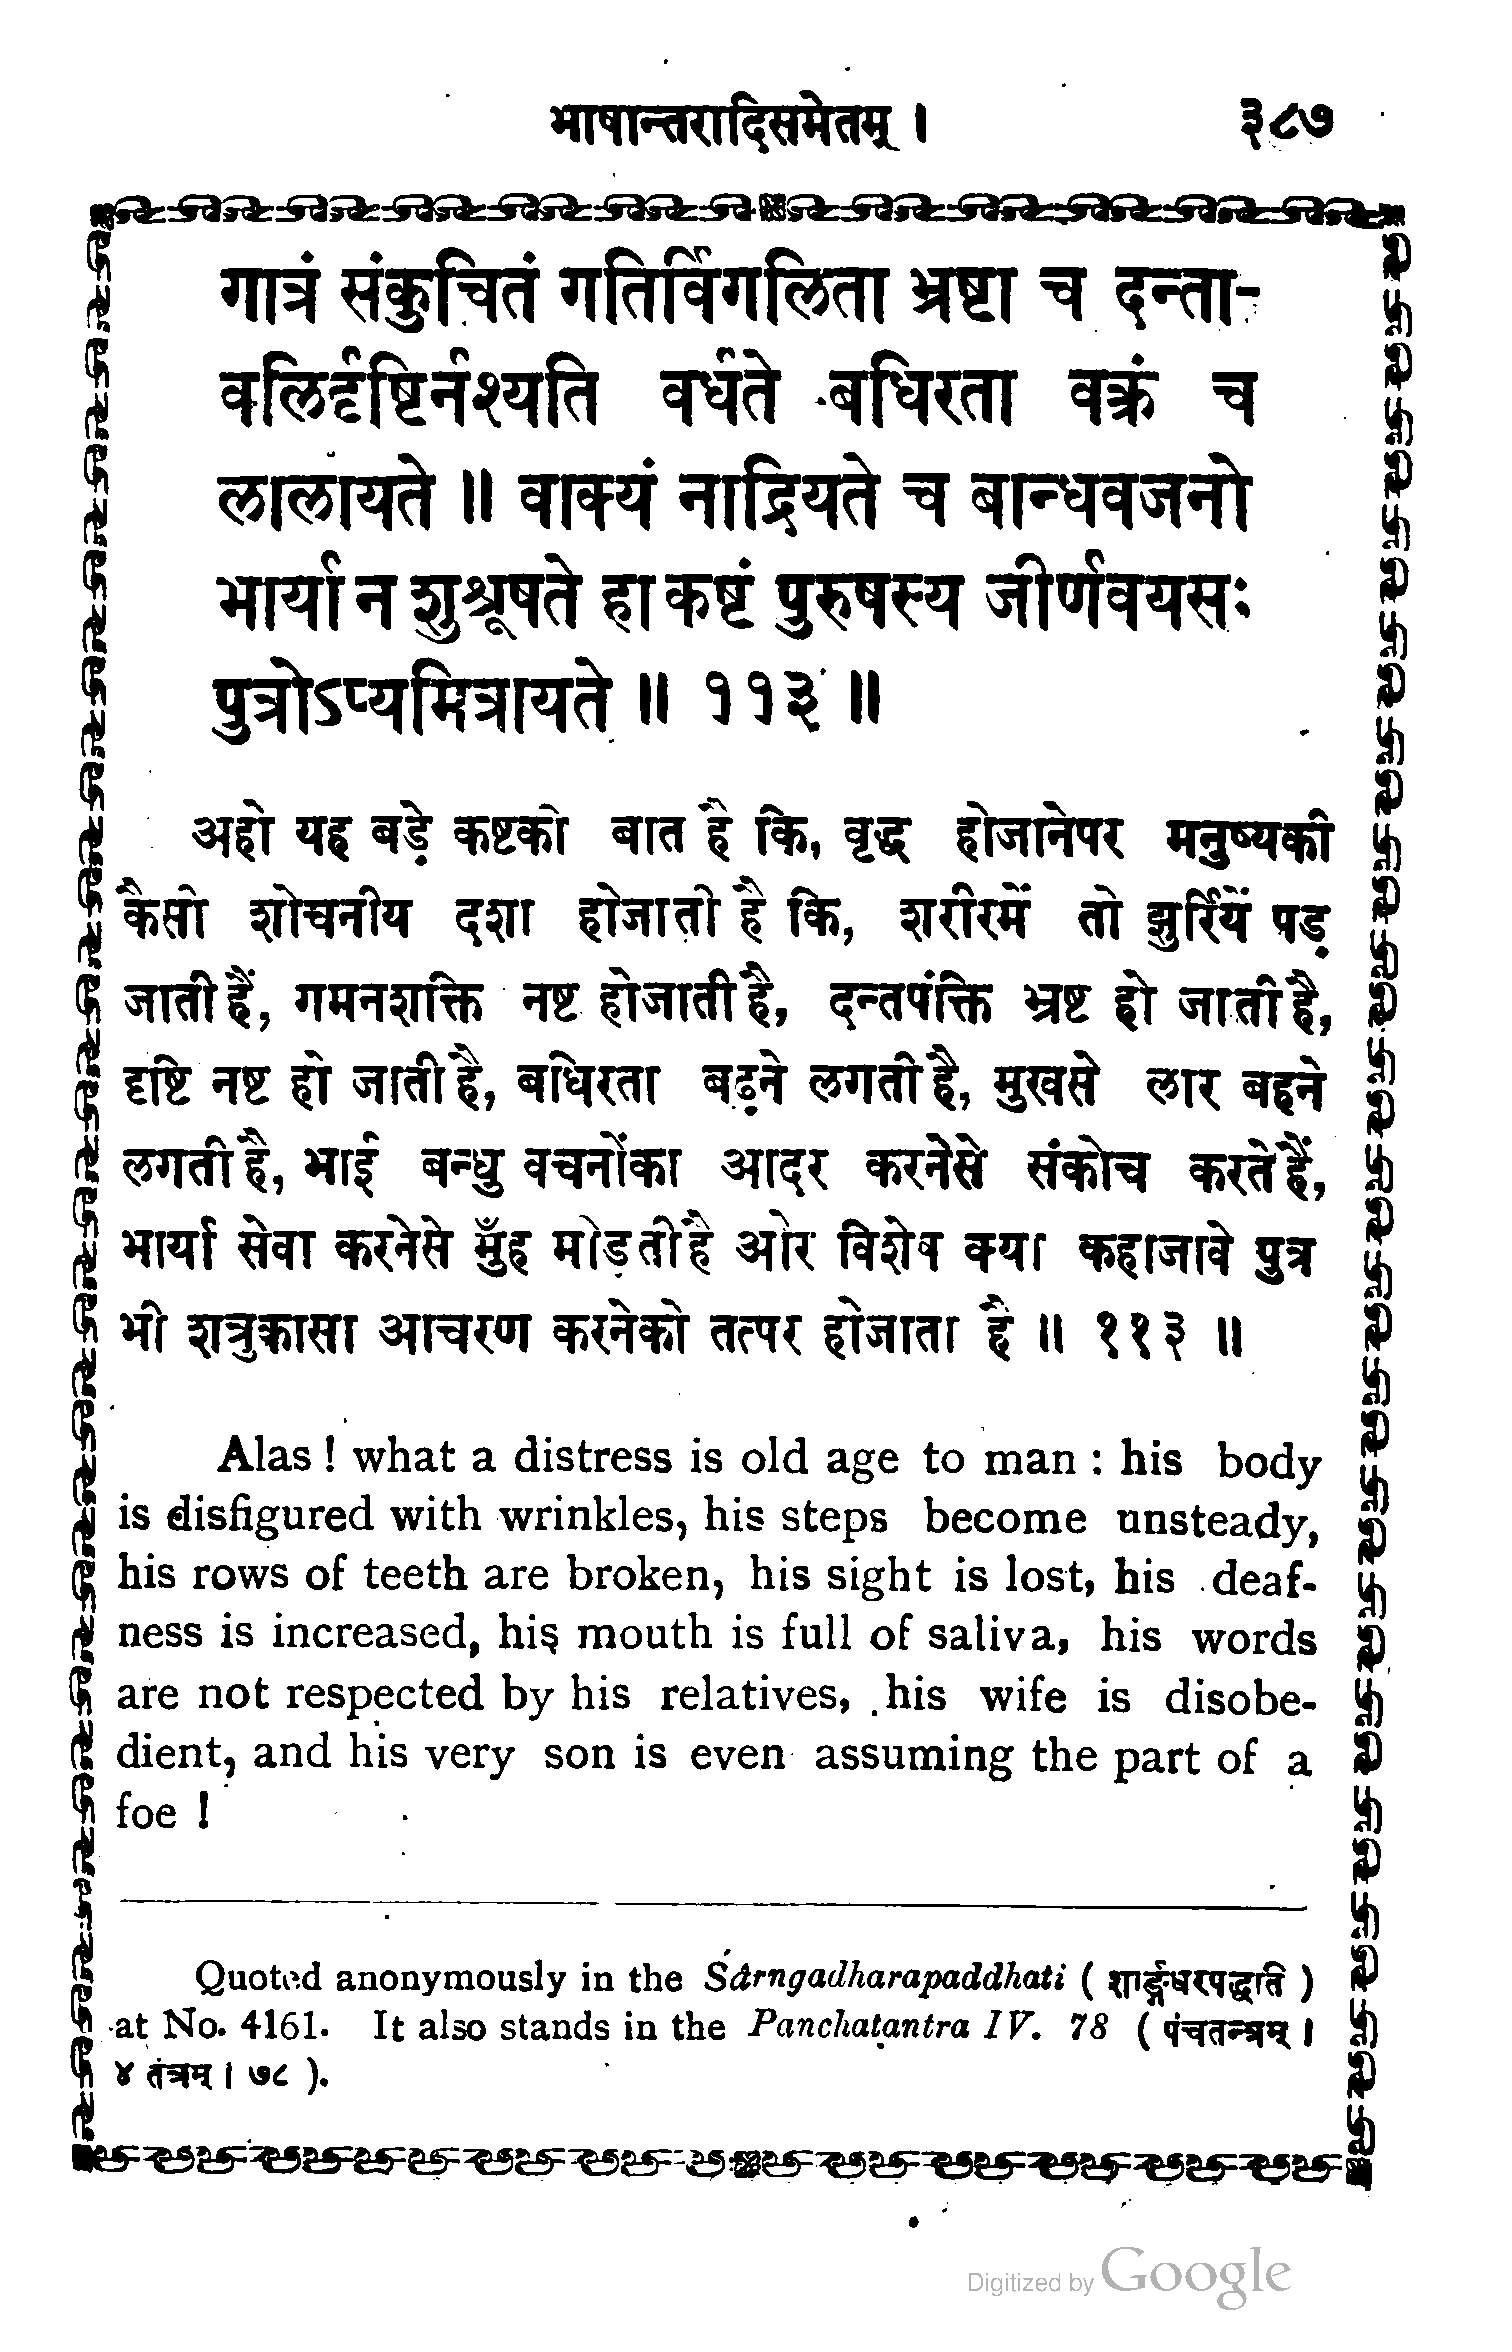 भाषान्तरादिसमेतम् । ३८७
गात्रं संकुचितं गतिर्विगलिता भ्रष्टा च दन्ता-
वलिर्दृष्टिर्नश्यति वर्धते बधिरता वक्रं च
लालायते ॥ वाक्यं नाद्रियते च बान्धवजनो
भार्या न शुश्रूषते हा कष्टं पुरुषस्य जीर्णवयसः
पुत्रोऽप्यमित्रायते ॥ ११३ ॥
अहो यह बड़े कष्टकी बात है कि, वृद्ध होजानेपर मनुष्यकी
कैसी शोचनीय दशा होजाती है कि, शरीरमें तो झुर्रियें पड़
जाती हैं, गमनशक्ति नष्ट होजाती है, दन्तपंक्ति भ्रष्ट हो जाती है,
दृष्टि नष्ट हो जाती है, बधिरता बढ़ने लगती है, मुखसे लार बहने
लगती है, भाई बन्धु वचनोंका आदर करनेसे संकोच करते हैं,
भार्या सेवा करनेसे मुँह मोड़ती है ओर विशेष क्या कहाजावे पुत्र
भी शत्रुकासा आचरण करनेको तत्पर होजाता है ॥ ११३ ॥
Alas ! what a distress is old age to man : his body
is disfigured with wrinkles, his steps become unsteady,
his rows of teeth are broken, his sight is lost, his deaf-
ness is increased, his mouth is full of saliva, his words
are not respected by his relatives, his wife is disobe-
dient, and his very son is even assuming the part of a
foe !
Quoted anonymously in the Śárngadharapaddhati ( शार्ङ्गधरपद्धति )
at No. 4161. It also stands in the Panchatantra IV. 78 ( पंचतन्त्रम् ।
४ तंत्रम् । ७८ ).
Digitized by Google